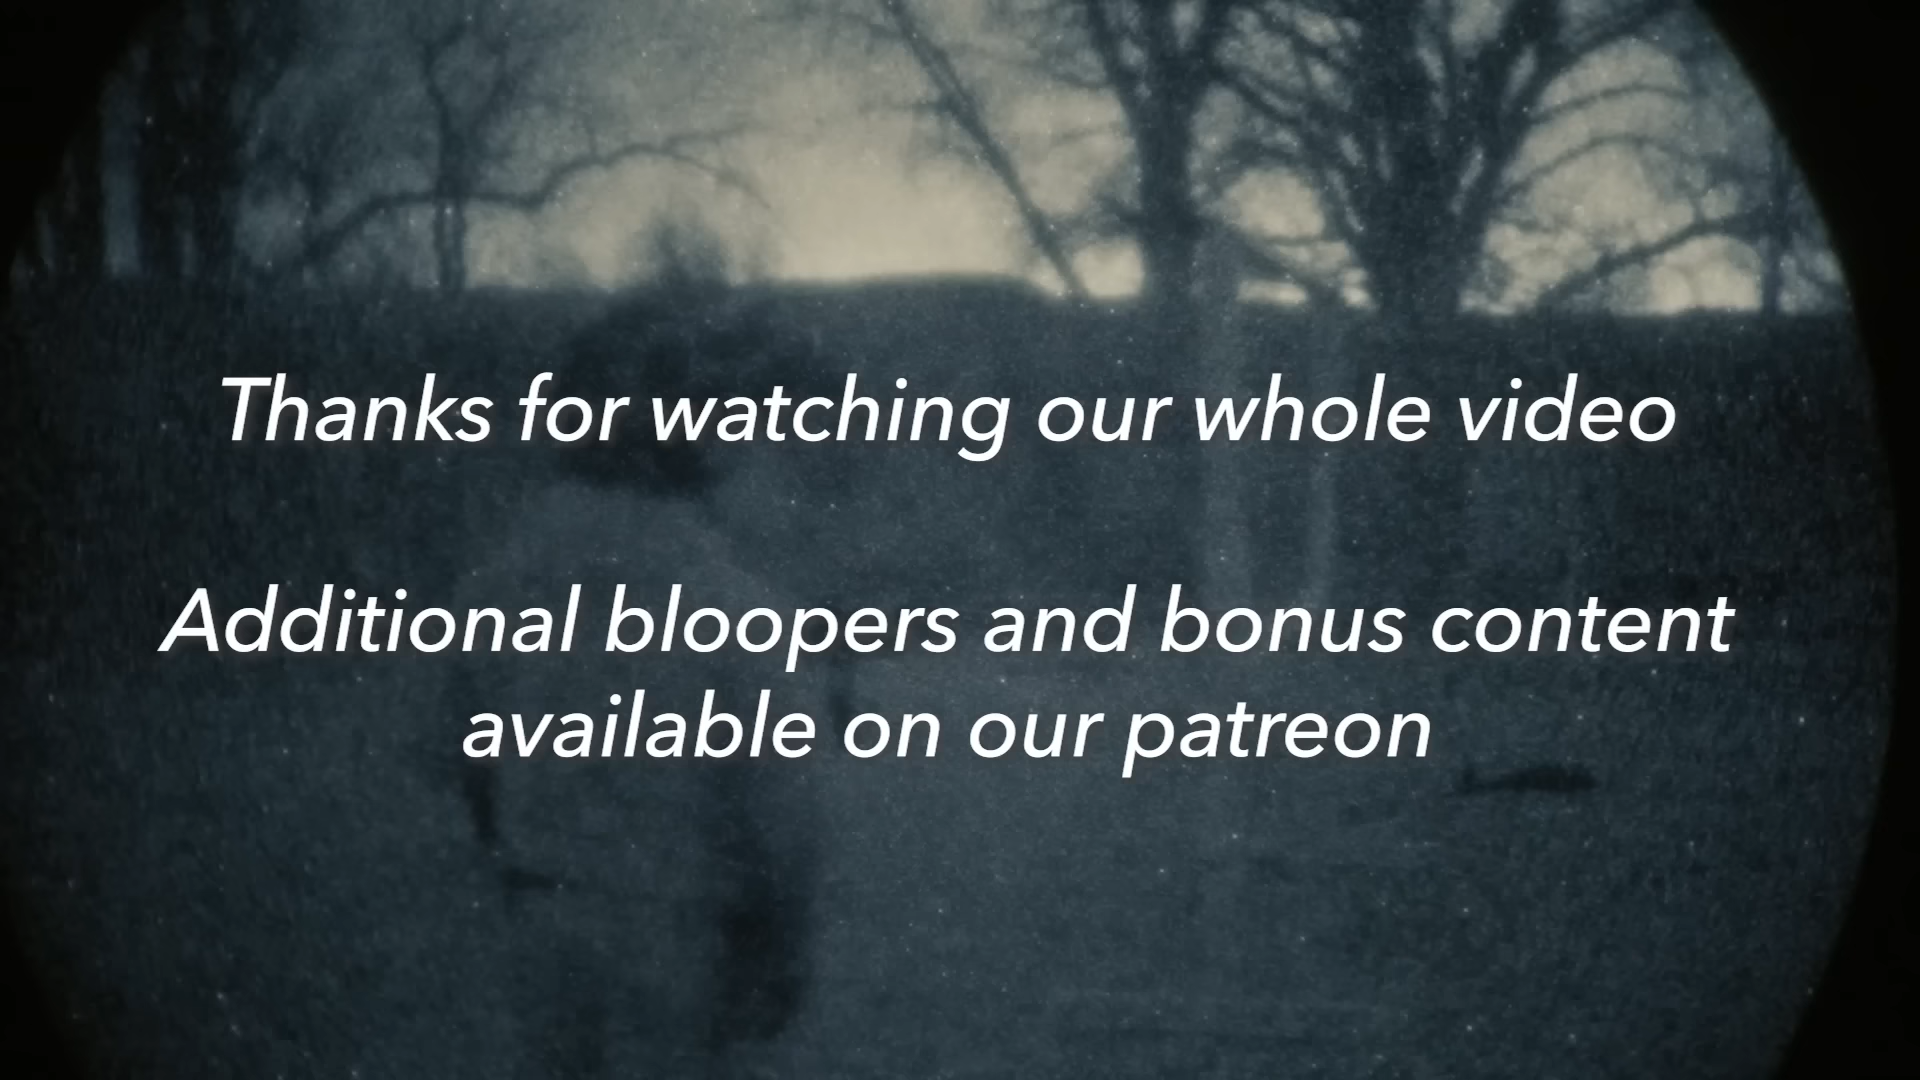 Thanks for watching our whole video
Additional bloopers and bonus content
available on our patreon